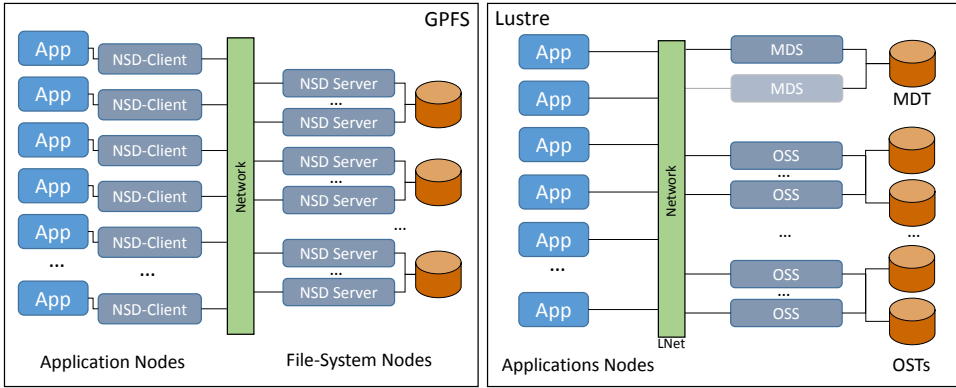 GPFS
App
NSD-Client
App
NSD-Client
App
NSD-Client
App
NSD-Client
App
NSD-Client
...
...
App
NSD-Client
Network
NSD Server
...
NSD Server
NSD Server
...
NSD Server
...
NSD Server
...
NSD Server
Application Nodes
File-System Nodes
Lustre
App
App
App
App
App
...
App
Network
LNet
MDS
MDS
MDT
OSS
...
OSS
...
...
OSS
...
OSS
Applications Nodes
OSTs